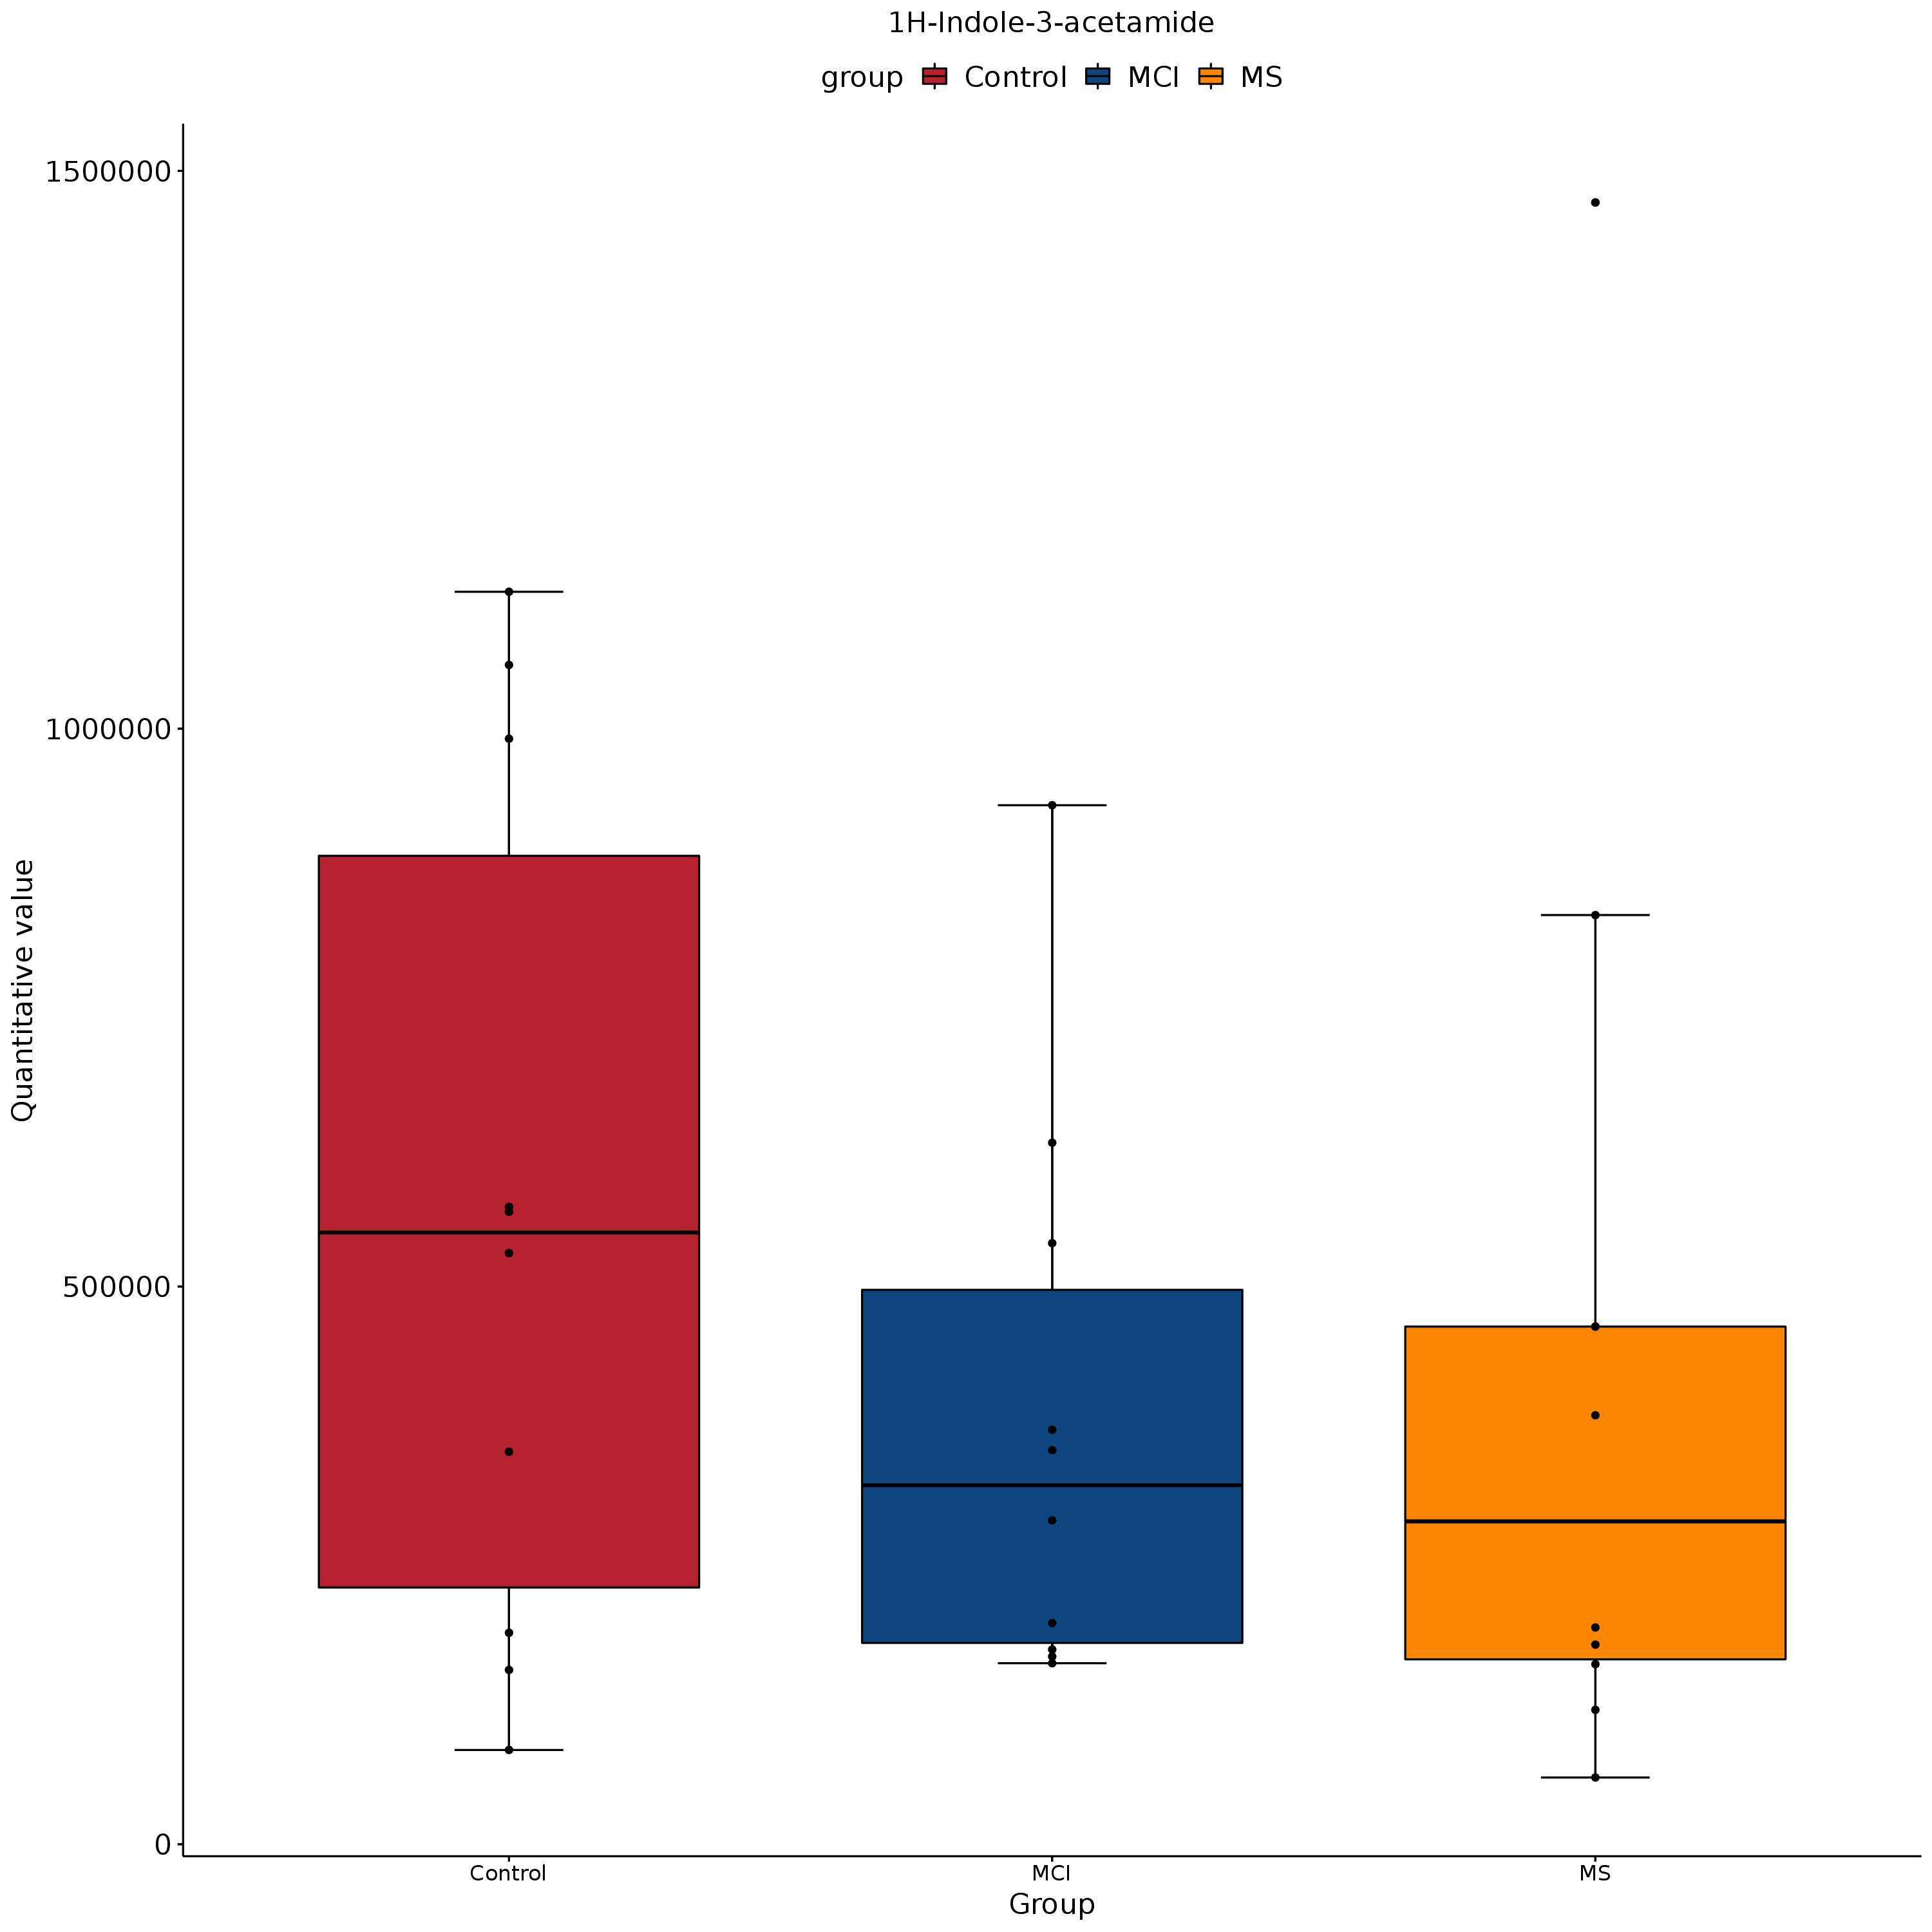 1H-Indole-3-acetamide
group Control MCI MS
1500000
1000000
500000
0
Quantitative value
Control MCI MS
Group